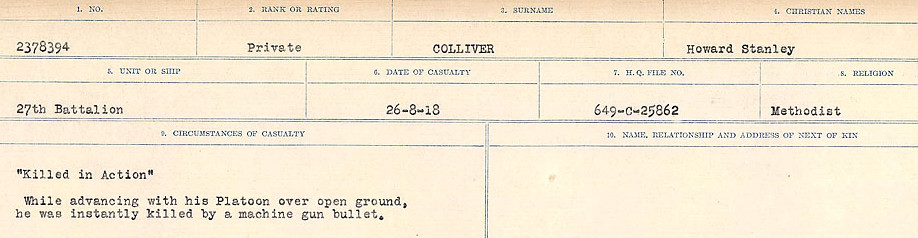 1. NO. 2. RANK OR RATING 3. SURNAME 4. CHRISTIAN NAMES
2378394 Private COLLIVER Howard Stanley
5. UNIT OR SHIP 6. DATE OF CASUALTY 7. H.Q. FILE NO. 8. RELIGION
27th Battalion 26-8-18 649-C-25862 Methodist
9. CIRCUMSTANCES OF CASUALTY 10. NAME, RELATIONSHIP AND ADDRESS OF NEXT OF KIN
"Killed in Action"
While advancing with his Platoon over open ground,
he was instantly killed by a machine gun bullet.